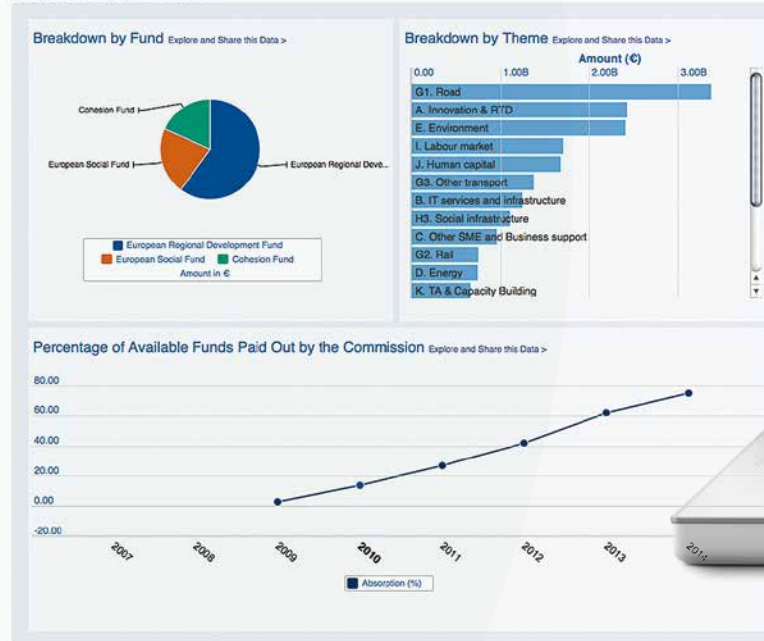 Breakdown by Fund Explore and Share this Data >
Cohesion Fund
European Social Fund
European Regional Deve...
European Regional Development Fund
European Social Fund Cohesion Fund
Amount in €
Breakdown by Theme Explore and Share this Data >
Amount (€)
0.00 1.00B 2.00B 3.00B
G1. Road
A. Innovation & RTD
E. Environment
I. Labour market
J. Human capital
G3. Other transport
B. IT services and infrastructure
H3. Social infrastructure
C. Other SME and Business support
G2. Rail
D. Energy
K. TA & Capacity Building
Percentage of Available Funds Paid Out by the Commission Explore and Share this Data >
80.00
60.00
40.00
20.00
0.00
-20.00
2007 2008 2009 2010 2011 2012 2013 2014
Absorption (%)